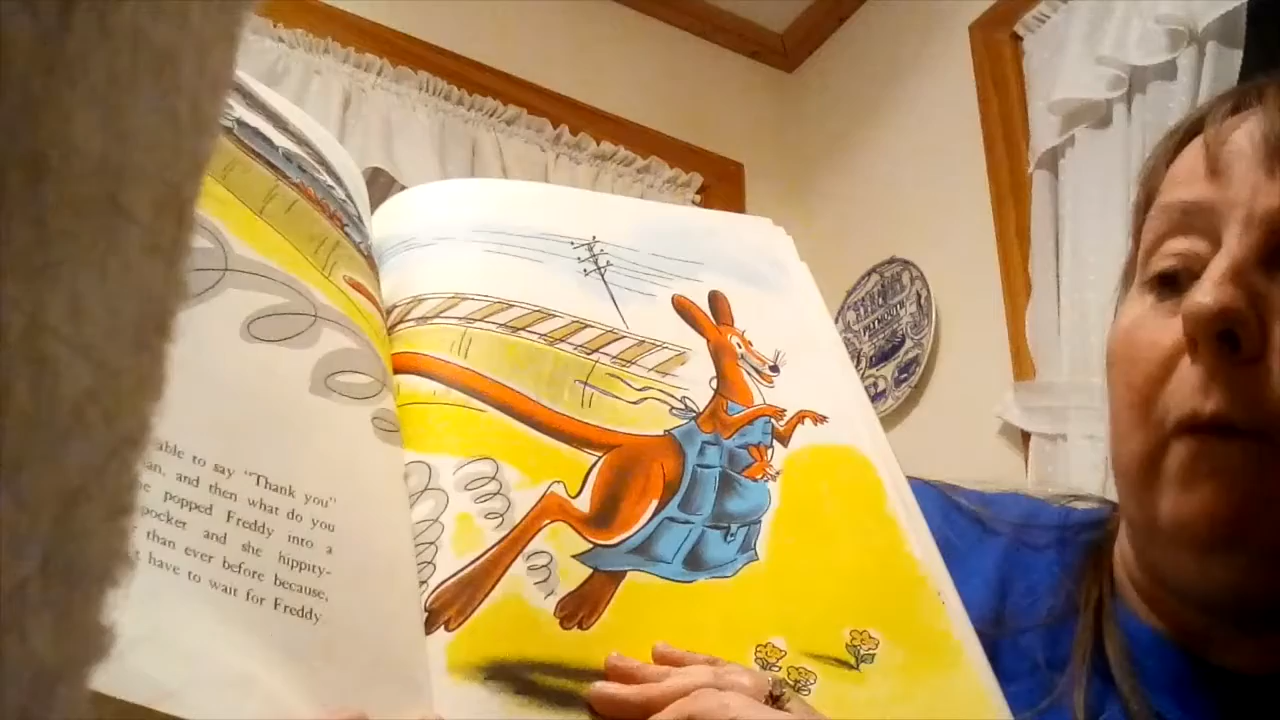 able to say "Thank you"
an, and then what do you
e popped Freddy into a
pocket and she hippity-
than ever before because,
have to wait for Freddy
PLYMOUTH